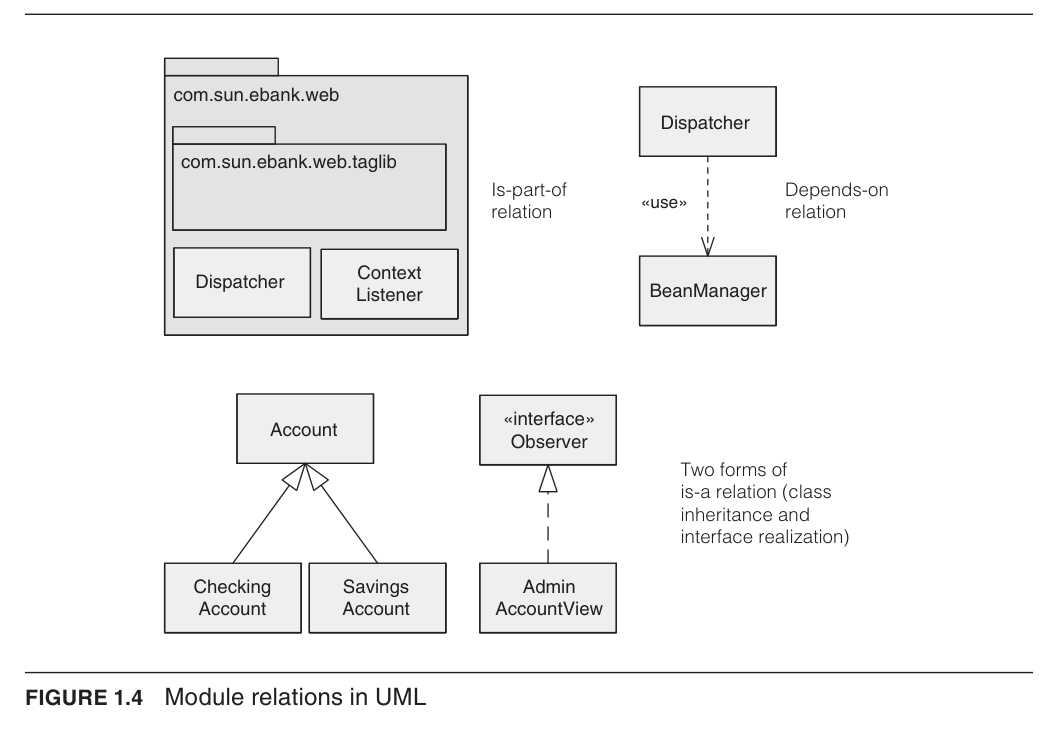 com.sun.ebank.web
com.sun.ebank.web.taglib
Dispatcher
Context
Listener
Is-part-of
relation
Dispatcher
«use»
BeanManager
Depends-on
relation
Account
Checking
Account
Savings
Account
«interface»
Observer
Admin
AccountView
Two forms of
is-a relation (class
inheritance and
interface realization)
FIGURE 1.4 Module relations in UML